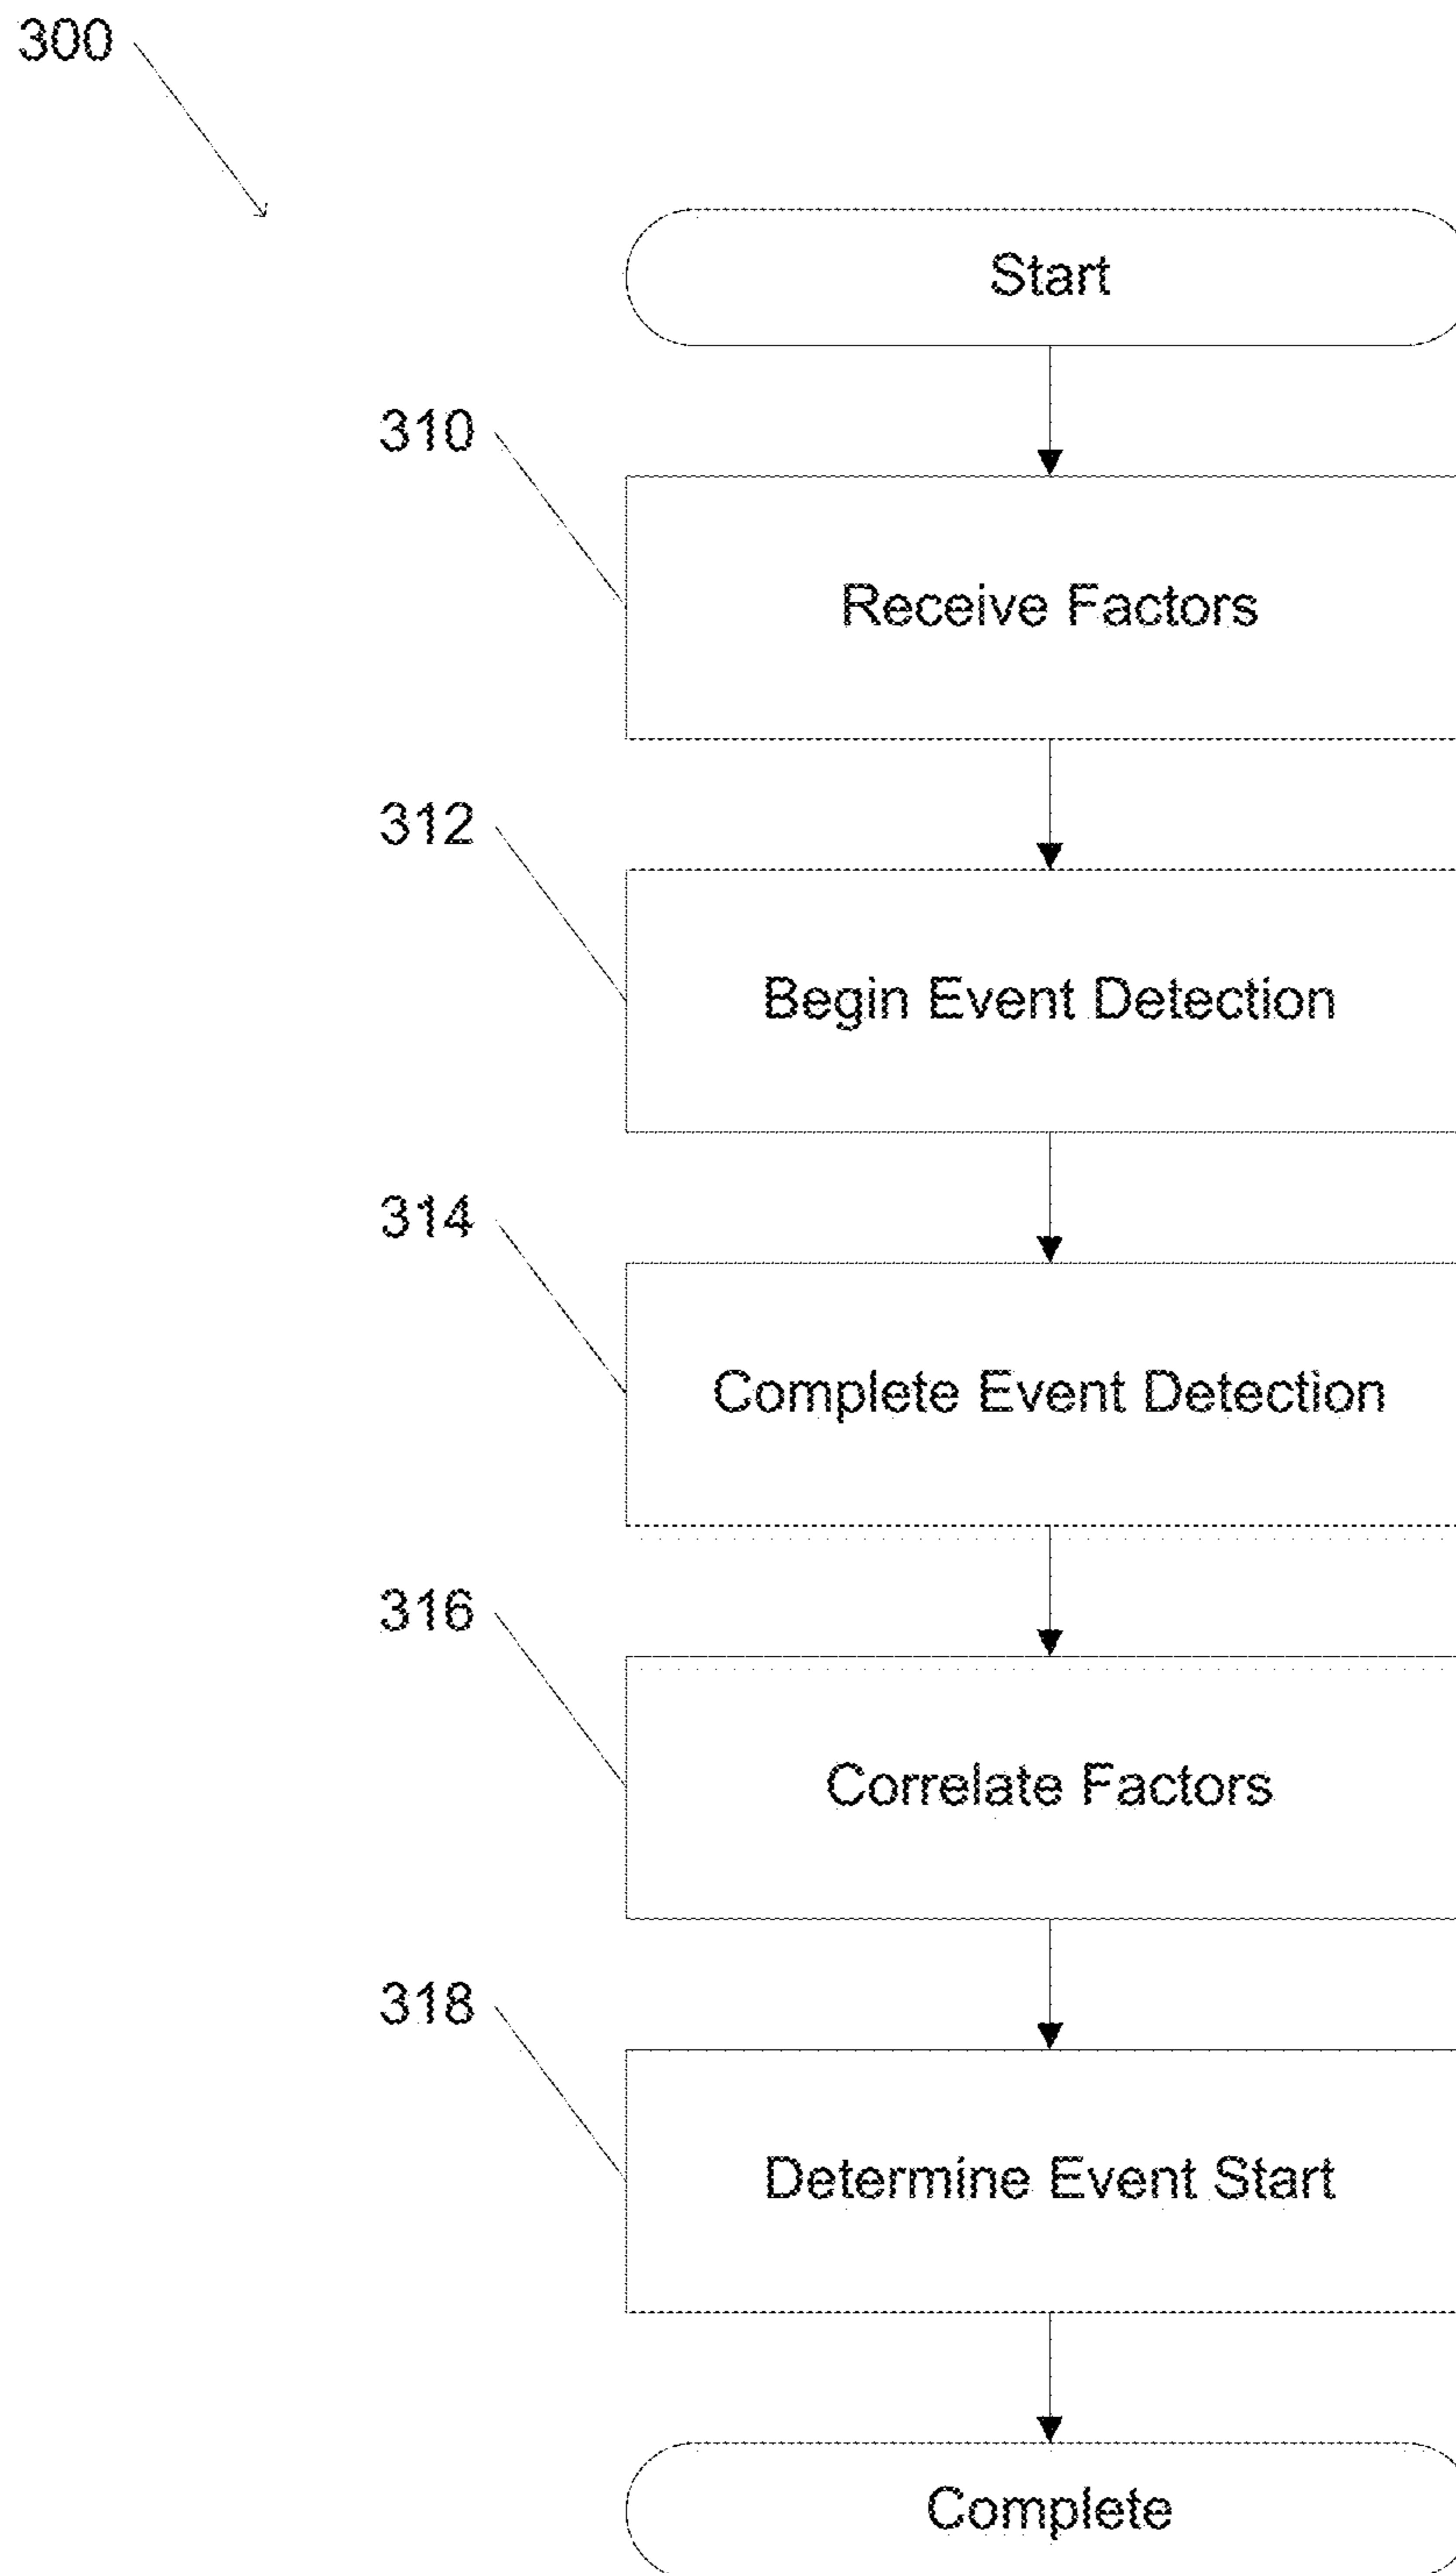 300
Start
310
Receive Factors
312
Begin Event Detection
314
Complete Event Detection
316
Correlate Factors
318
Determine Event Start
Complete